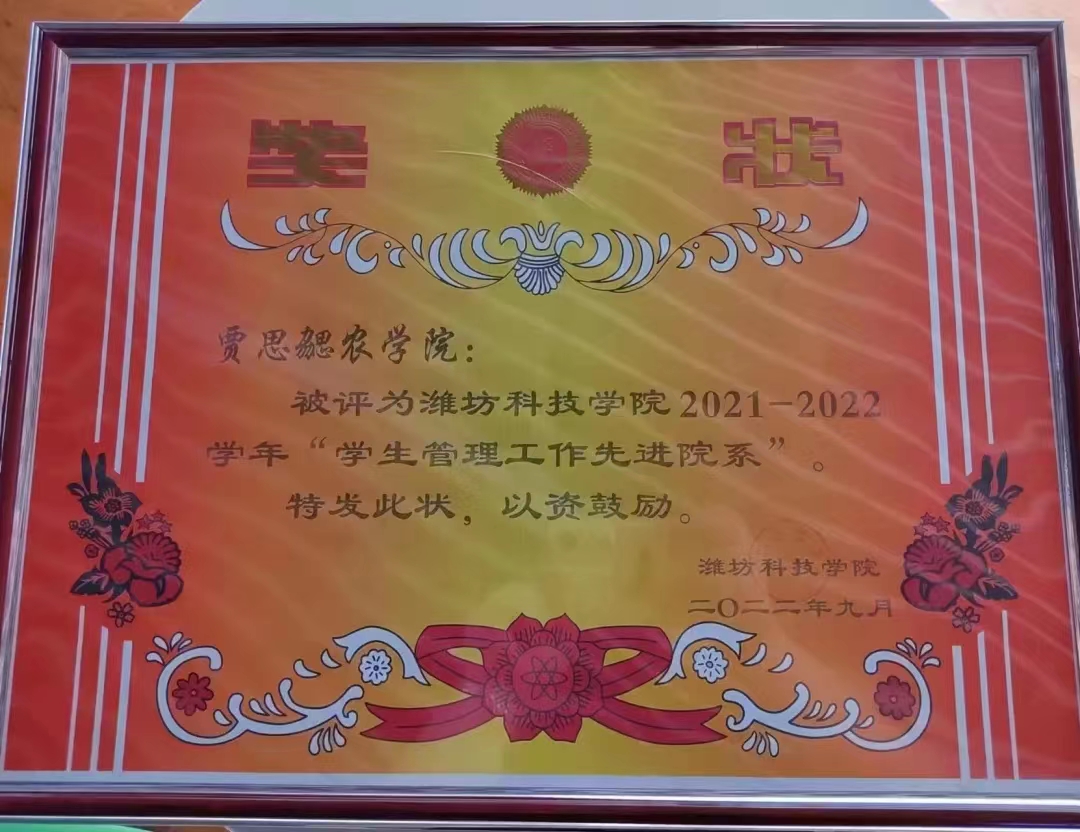 奖状
贾思勰农学院：
被评为潍坊科技学院2021-2022
学年“学生管理工作先进院系”。
特发此状，以资鼓励。
潍坊科技学院
二〇二二年九月